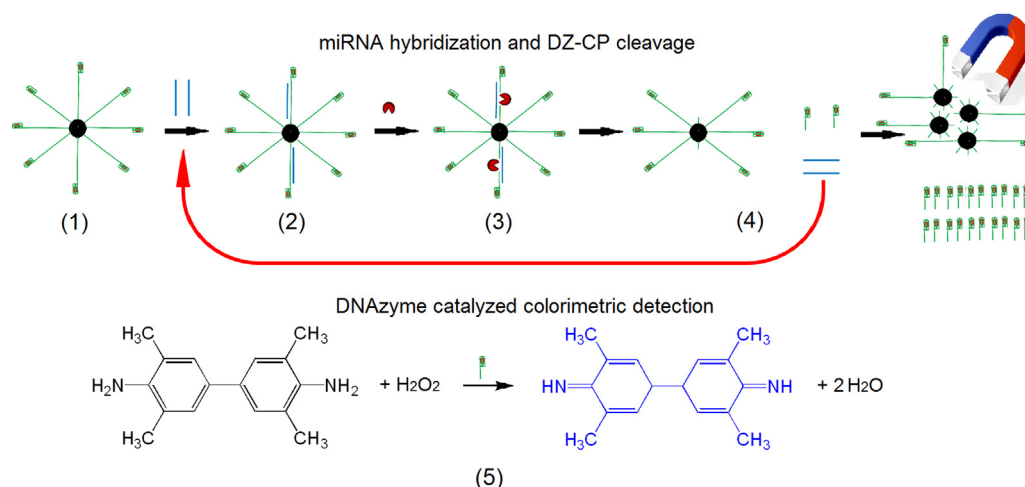 miRNA hybridization and DZ-CP cleavage
(1)
(2)
(3)
(4)
DNAzyme catalyzed colorimetric detection
H₃C CH₃ H₃C CH₃
H₂N NH₂ + H₂O₂ HN NH + 2 H₂O
H₃C CH₃ H₃C CH₃
(5)